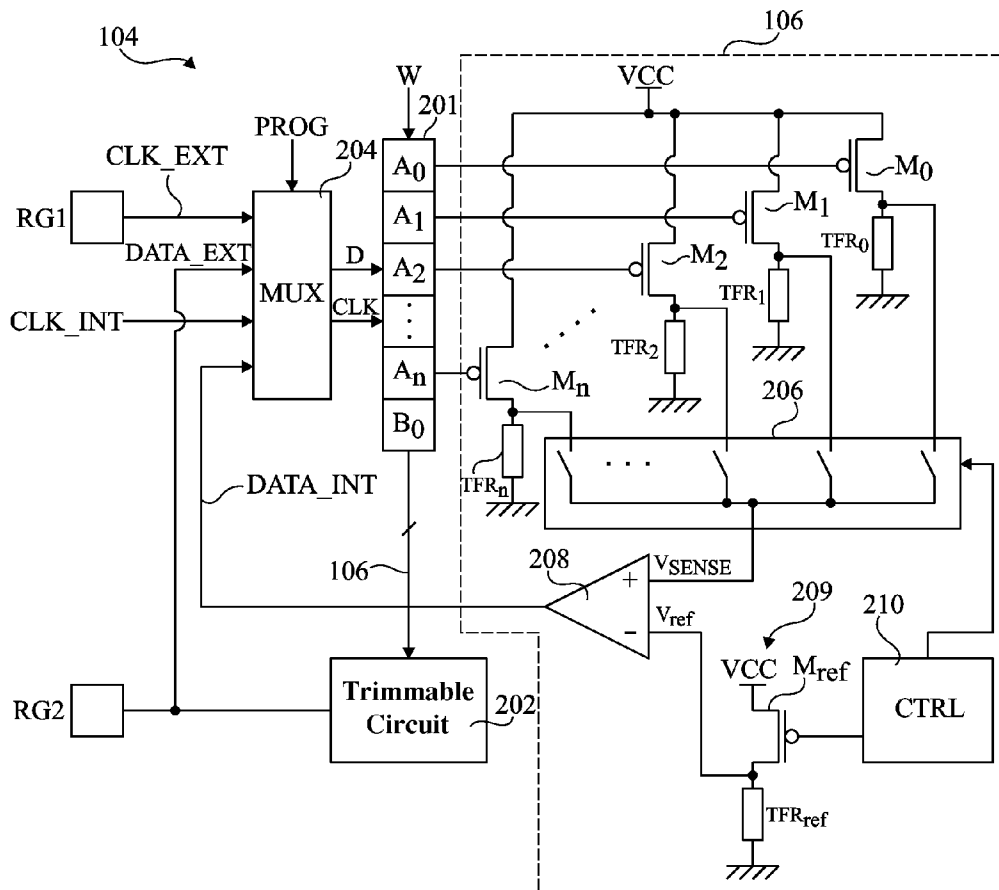 104
106
W
VCC
201
PROG
CLK_EXT
204
RG1
DATA_EXT
D
MUX
CLK
CLK_INT
A0
A1
A2
⋮
An
B0
M0
M1
M2
. . . . .
Mn
TFR0
TFR1
TFR2
TFRn
206
. . .
DATA_INT
106
208
+
−
VSENSE
Vref
209
VCC
Mref
210
CTRL
TFRref
RG2
Trimmable
Circuit
202